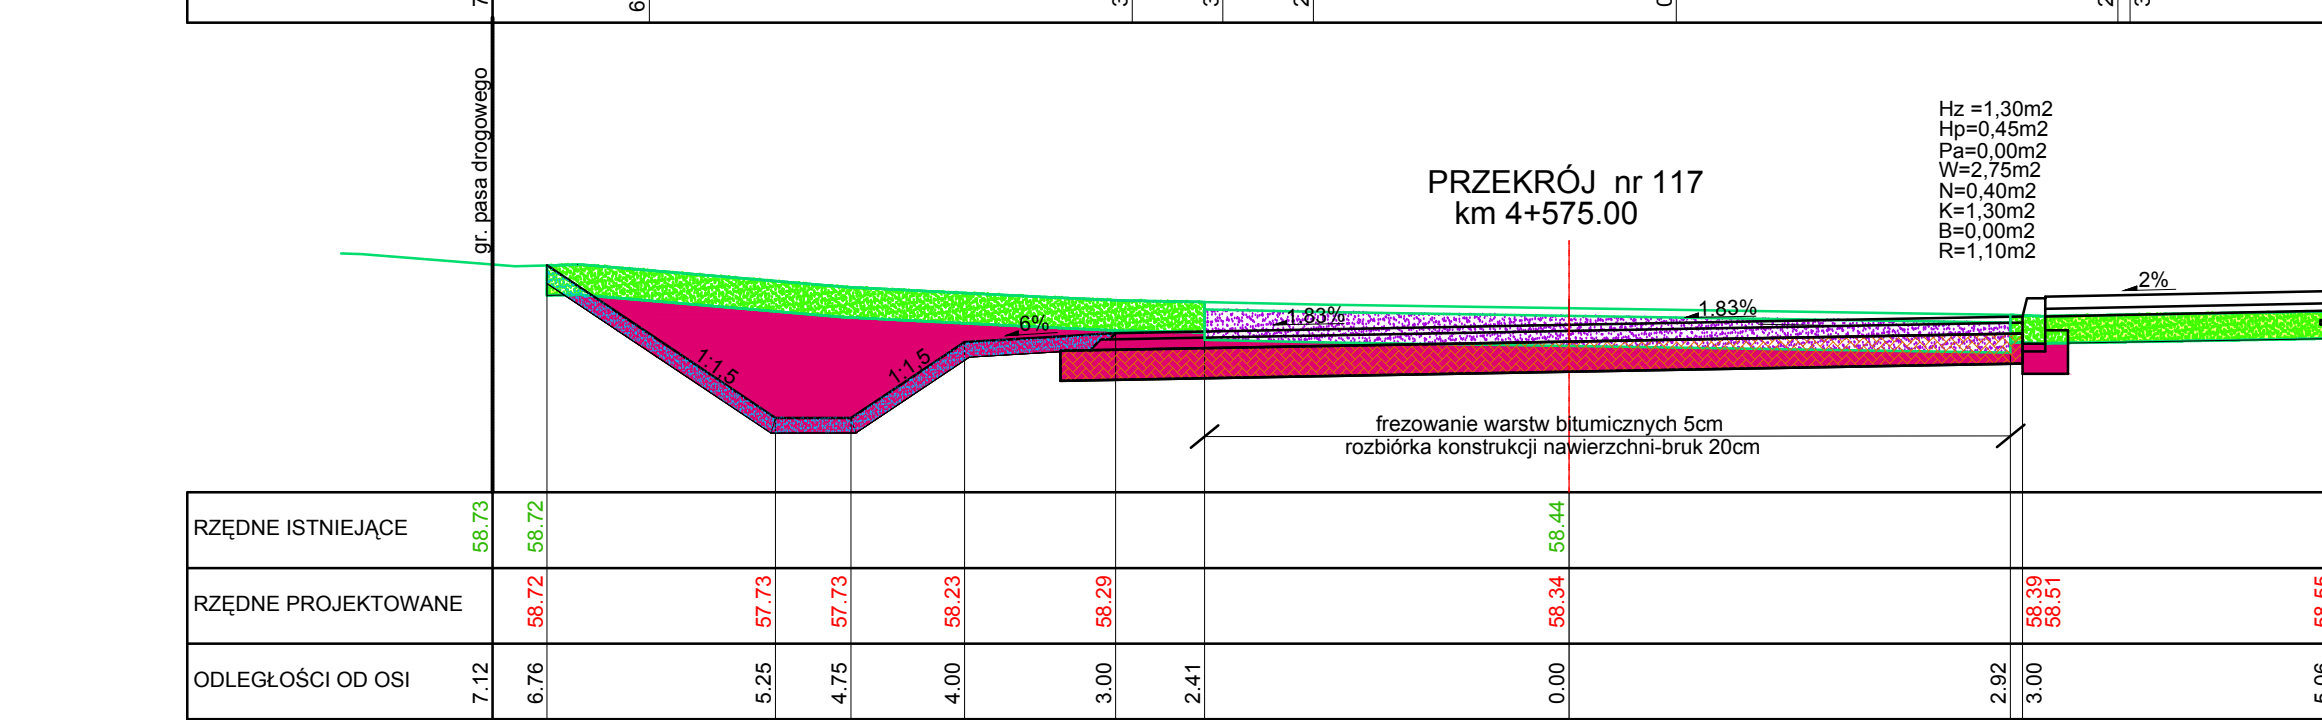 gr. pasa drogowego
Hz =1,30m2
Hp=0,45m2
Pa=0,00m2
W=2,75m2
N=0,40m2
K=1,30m2
B=0,00m2
R=1,10m2
PRZEKRÓJ nr 117
km 4+575.00
6%
1.83%
1.83%
2%
1:1,5
1:1,5
frezowanie warstw bitumicznych 5cm
rozbiórka konstrukcji nawierzchni-bruk 20cm
RZĘDNE ISTNIEJĄCE 58.73 58.72 58.44
RZĘDNE PROJEKTOWANE 58.72 57.73 57.73 58.23 58.29 58.34 58.39 58.51
ODLEGŁOŚCI OD OSI 7.12 6.76 5.25 4.75 4.00 3.00 2.41 0.00 2.92 3.00